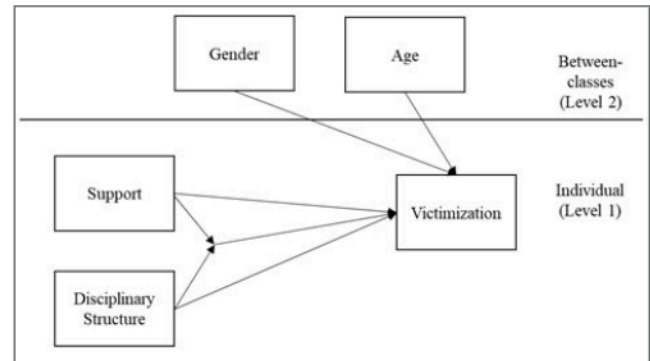 Gender
Age
Between-
classes
(Level 2)
Support
Victimization
Individual
(Level 1)
Disciplinary
Structure